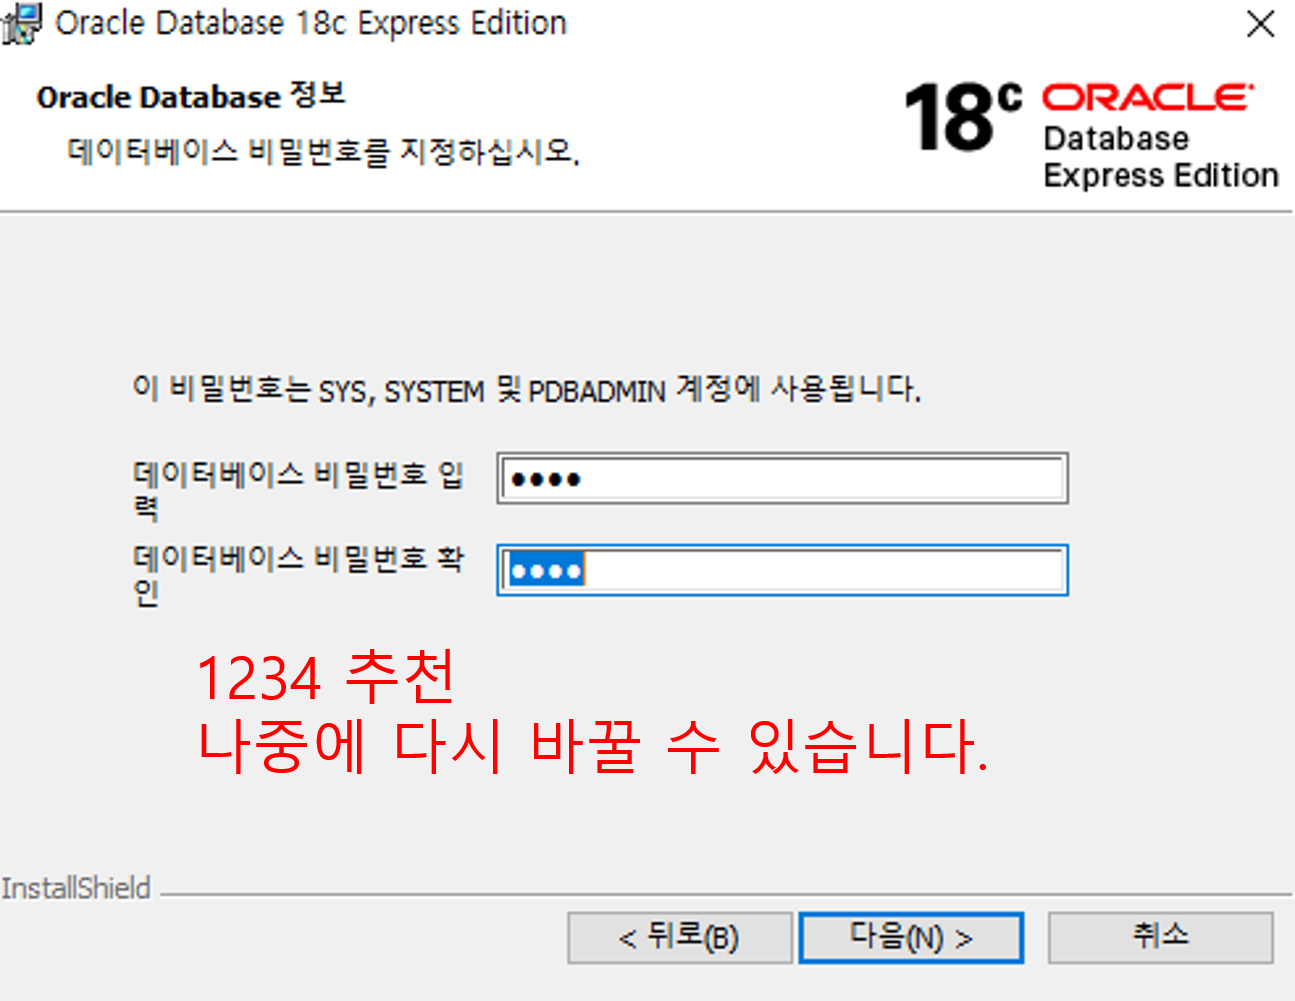 Oracle Database 18c Express Edition
Oracle Database 정보
데이터베이스 비밀번호를 지정하십시오.
18c ORACLE
Database
Express Edition
이 비밀번호는 SYS, SYSTEM 및 PDBADMIN 계정에 사용됩니다.
데이터베이스 비밀번호 입
력
데이터베이스 비밀번호 확
인
1234 추천
나중에 다시 바꿀 수 있습니다.
InstallShield
< 뒤로(B)
다음(N) >
취소